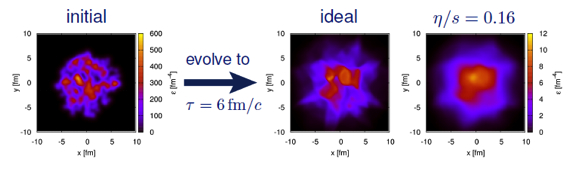 initial
ideal
η/s = 0.16
evolve to
τ = 6 fm/c
10
5
0
-5
-10
y [fm]
-10 -5 0 5 10
x [fm]
600
500
400
300
200
100
0
ε [fm⁻⁴]
10
5
0
-5
-10
y [fm]
-10 -5 0 5 10
x [fm]
10
5
0
-5
-10
y [fm]
-10 -5 0 5 10
x [fm]
12
10
8
6
4
2
0
ε [fm⁻⁴]